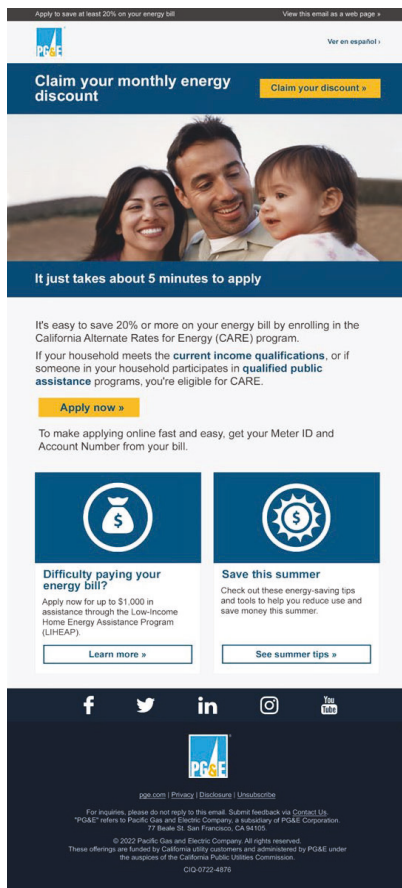 Apply to save at least 20% on your energy bill
View this email as a web page »
PG&E
Ver en español ›
Claim your monthly energy
discount
Claim your discount »
It just takes about 5 minutes to apply
It's easy to save 20% or more on your energy bill by enrolling in the
California Alternate Rates for Energy (CARE) program.
If your household meets the current income qualifications, or if
someone in your household participates in qualified public
assistance programs, you're eligible for CARE.
Apply now »
To make applying online fast and easy, get your Meter ID and
Account Number from your bill.
$
Difficulty paying your
energy bill?
Apply now for up to $1,000 in
assistance through the Low-Income
Home Energy Assistance Program
(LIHEAP).
Learn more »
$
Save this summer
Check out these energy-saving tips
and tools to help you reduce use and
save money this summer.
See summer tips »
f
in
You
Tube
PG&E
pge.com | Privacy | Disclosure | Unsubscribe
For inquiries, please do not reply to this email. Submit feedback via Contact Us.
"PG&E" refers to Pacific Gas and Electric Company, a subsidiary of PG&E Corporation.
77 Beale St. San Francisco, CA 94105.
© 2022 Pacific Gas and Electric Company. All rights reserved.
These offerings are funded by California utility customers and administered by PG&E under
the auspices of the California Public Utilities Commission.
CIQ-0722-4876